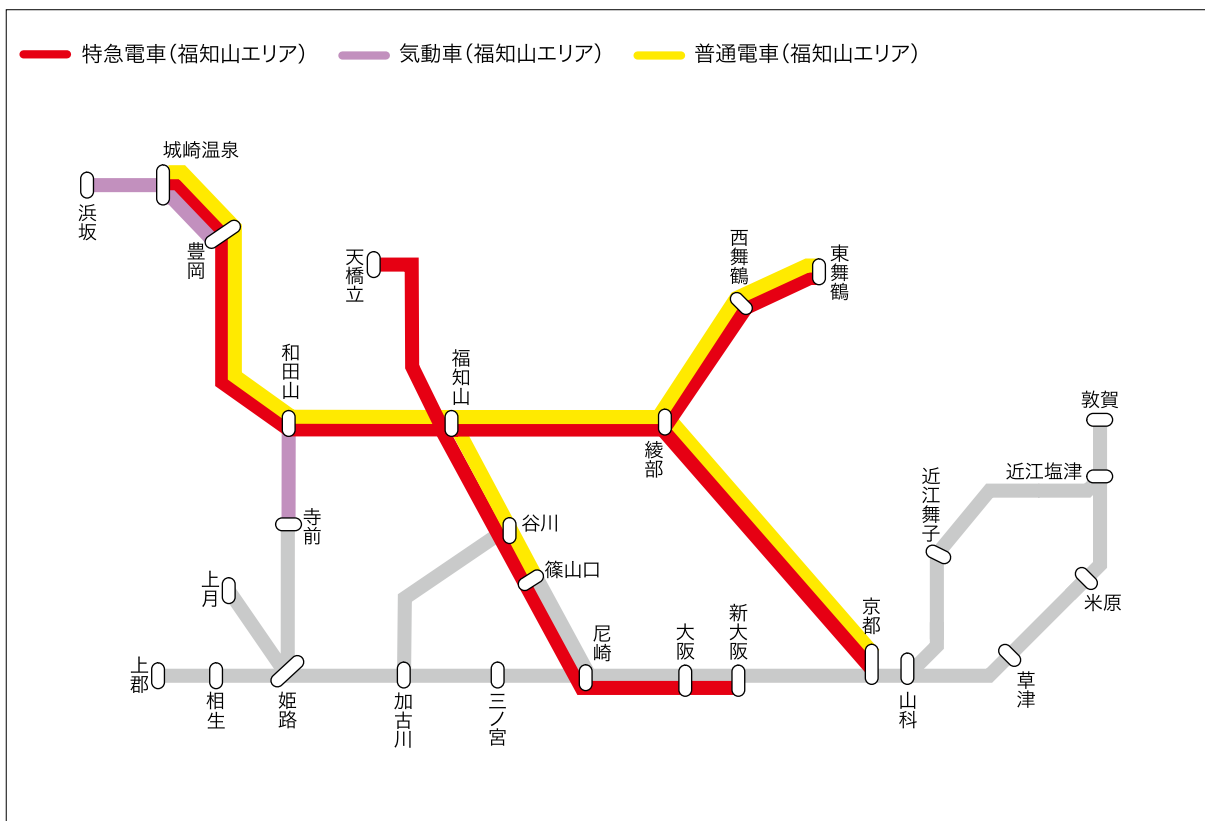 特急電車(福知山エリア)
気動車(福知山エリア)
普通電車(福知山エリア)
城崎温泉
浜坂
豊岡
天橋立
西舞鶴
東舞鶴
和田山
福知山
綾部
敦賀
近江塩津
近江舞子
寺前
谷川
篠山口
上月
米原
京都
尼崎
大阪
新大阪
上郡
相生
姫路
加古川
三ノ宮
山科
草津